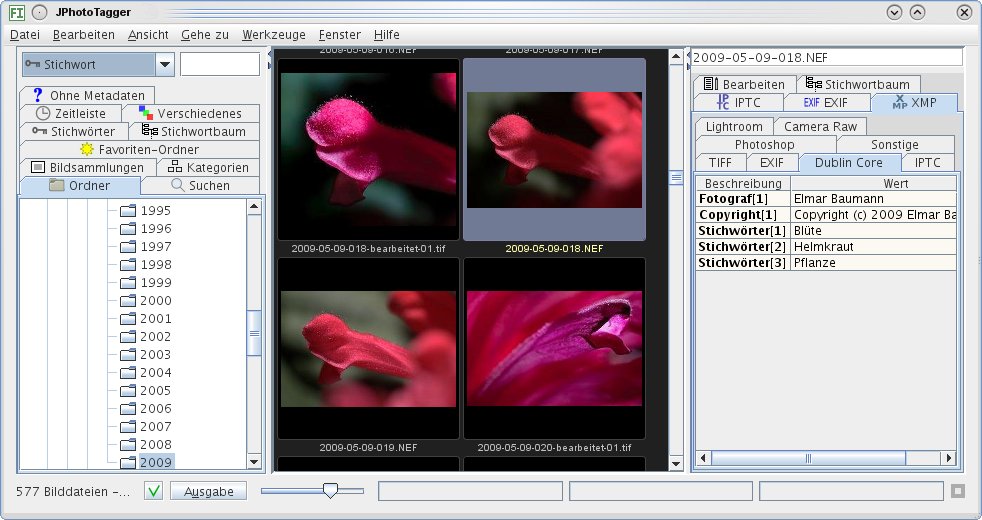 JPhotoTagger
Datei Bearbeiten Ansicht Gehe zu Werkzeuge Fenster Hilfe
Stichwort
? Ohne Metadaten
Zeitleiste Verschiedenes
Stichwörter Stichwortbaum
Favoriten-Ordner
Bildsammlungen Kategorien
Ordner Suchen
1995
1996
1997
1998
1999
2000
2001
2002
2003
2004
2005
2006
2007
2008
2009
2009-05-09-016.NEF 2009-05-09-017.NEF
2009-05-09-018-bearbeitet-01.tif 2009-05-09-018.NEF
2009-05-09-019.NEF 2009-05-09-020-bearbeitet-01.tif
2009-05-09-018.NEF
Bearbeiten Stichwortbaum
IPTC EXIF EXIF XMP XMP
Lightroom Camera Raw
Photoshop Sonstige
TIFF EXIF Dublin Core IPTC
Beschreibung Wert
Fotograf[1] Elmar Baumann
Copyright[1] Copyright (c) 2009 Elmar Ba
Stichwörter[1] Blüte
Stichwörter[2] Helmkraut
Stichwörter[3] Pflanze
577 Bilddateien –... Ausgabe